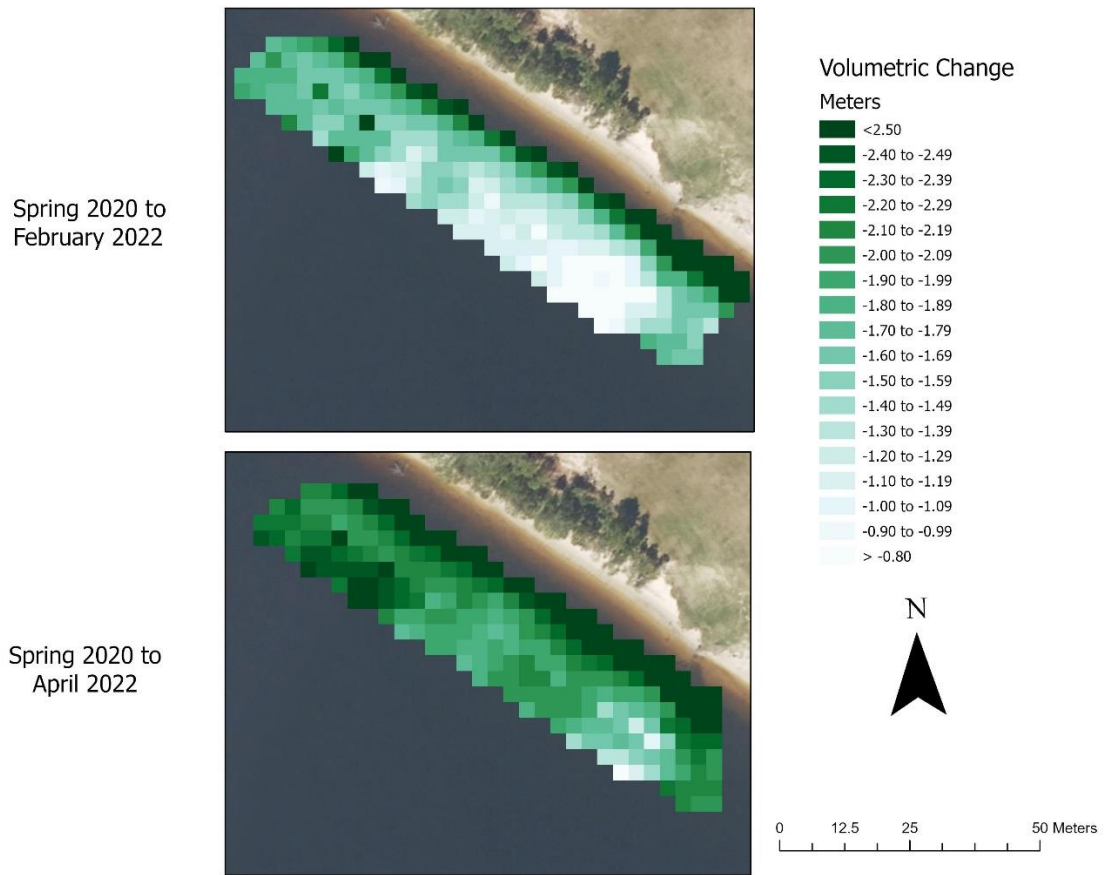 Spring 2020 to
February 2022
Spring 2020 to
April 2022
Volumetric Change
Meters
<2.50
-2.40 to -2.49
-2.30 to -2.39
-2.20 to -2.29
-2.10 to -2.19
-2.00 to -2.09
-1.90 to -1.99
-1.80 to -1.89
-1.70 to -1.79
-1.60 to -1.69
-1.50 to -1.59
-1.40 to -1.49
-1.30 to -1.39
-1.20 to -1.29
-1.10 to -1.19
-1.00 to -1.09
-0.90 to -0.99
> -0.80
N
0 12.5 25 50 Meters